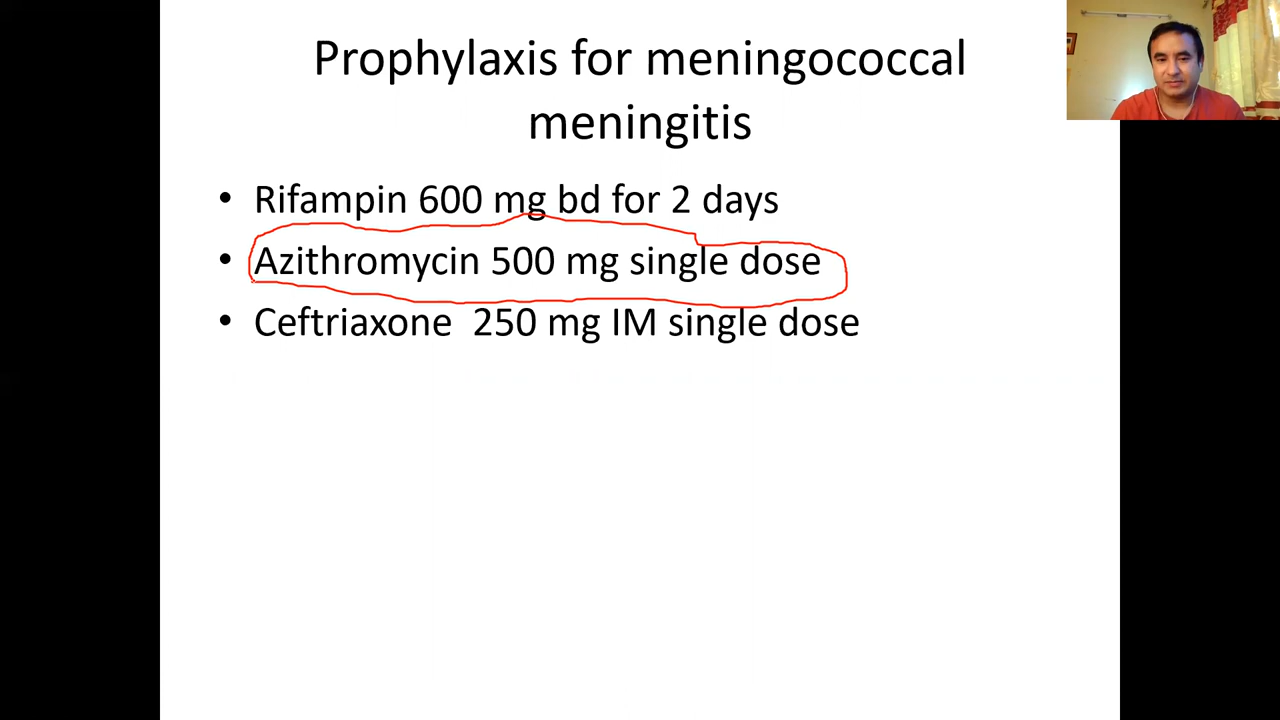 Prophylaxis for meningococcal
meningitis
• Rifampin 600 mg bd for 2 days
• Azithromycin 500 mg single dose
• Ceftriaxone  250 mg IM single dose